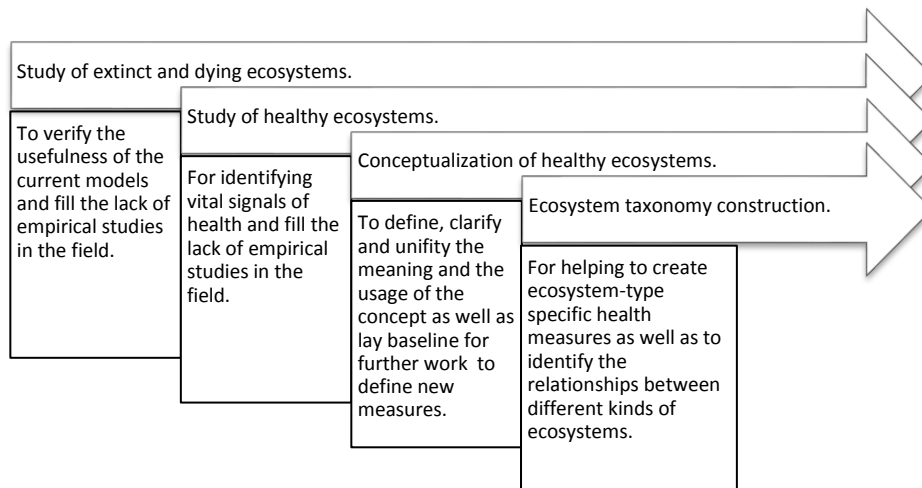 Study of extinct and dying ecosystems.
To verify the
usefulness of the
current models
and fill the lack of
empirical studies
in the field.
Study of healthy ecosystems.
For identifying
vital signals of
health and fill the
lack of empirical
studies in the
field.
Conceptualization of healthy ecosystems.
To define, clarify
and unifity the
meaning and the
usage of the
concept as well as
lay baseline for
further work to
define new
measures.
Ecosystem taxonomy construction.
For helping to create
ecosystem-type
specific health
measures as well as to
identify the
relationships between
different kinds of
ecosystems.